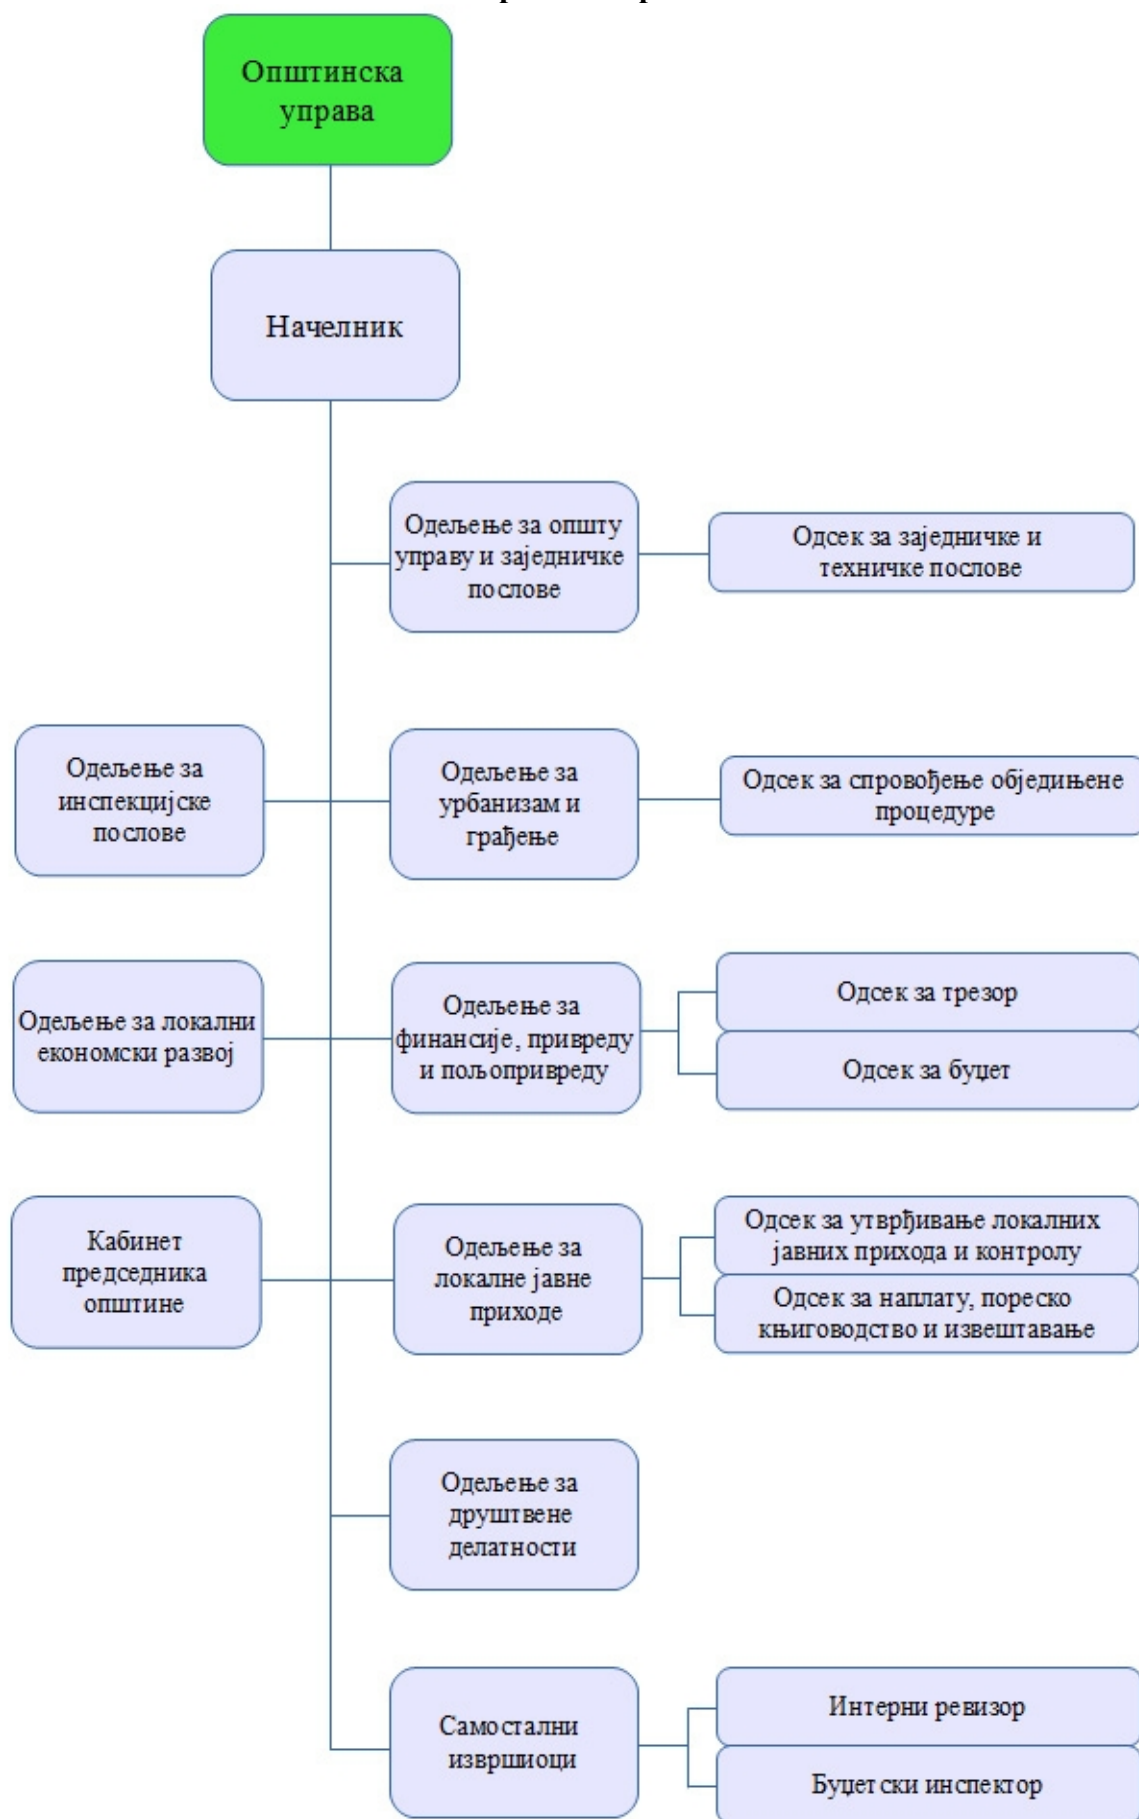 Општинска
управа
Начелник
Одељење за општу
управу и заједничке
послове
Одсек за заједничке и
техничке послове
Одељење за
инспекцијске
послове
Одељење за
урбанизам и
грађење
Одсек за спровођење обједињене
процедуре
Одељење за локални
економски развој
Одељење за
финансије, привреду
и пољопривреду
Одсек за трезор
Одсек за буџет
Кабинет
председника
општине
Одељење за
локалне јавне
приходе
Одсек за утврђивање локалних
јавних прихода и контролу
Одсек за наплату, пореско
књиговодство и извештавање
Одељење за
друштвене
делатности
Самостални
извршиоци
Интерни ревизор
Буџетски инспектор